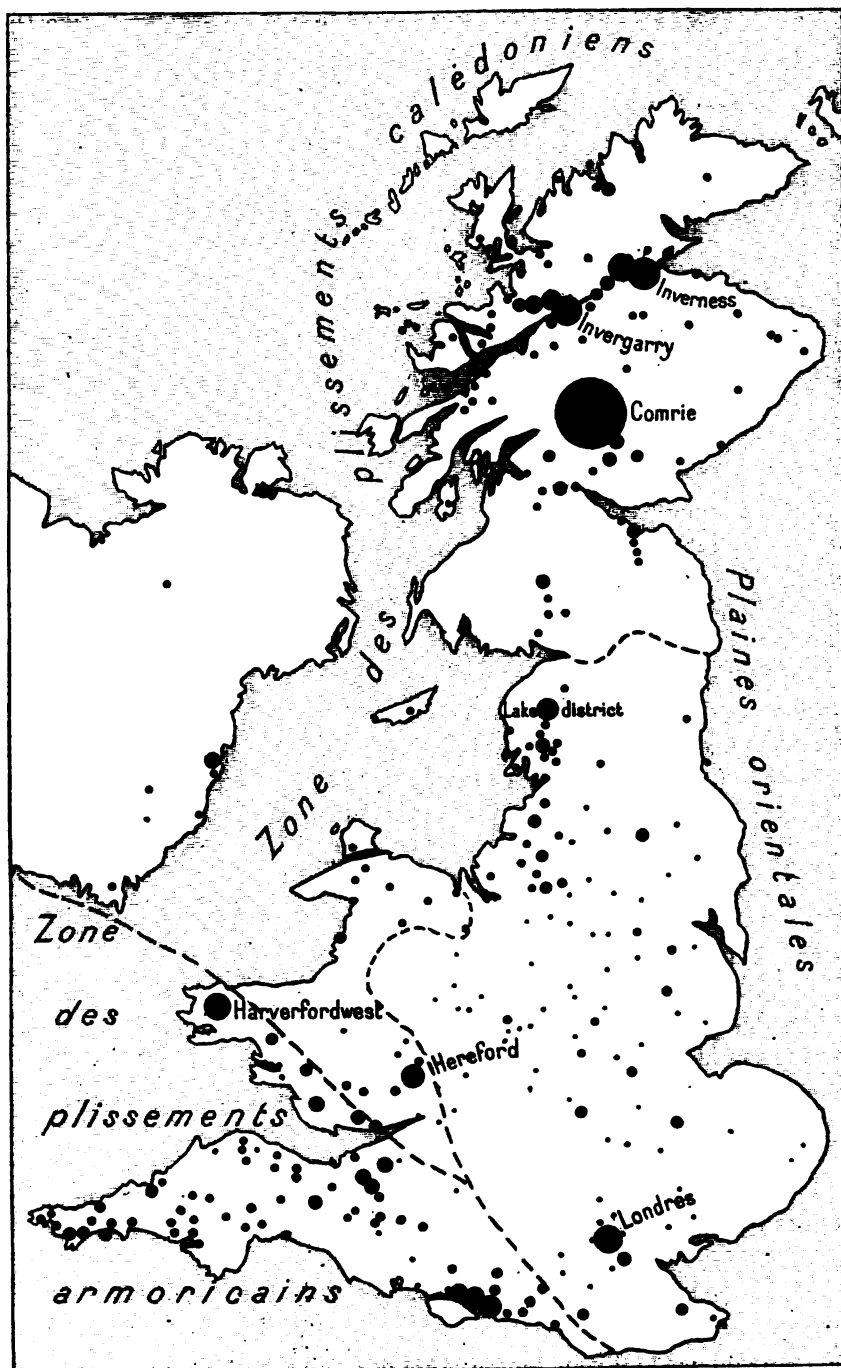 Zone des plissements calédoniens
Inverness
Invergarry
Comrie
Plaines orientales
Lake district
Zone
des
plissements
armoricains
Harverfordwest
Hereford
Londres